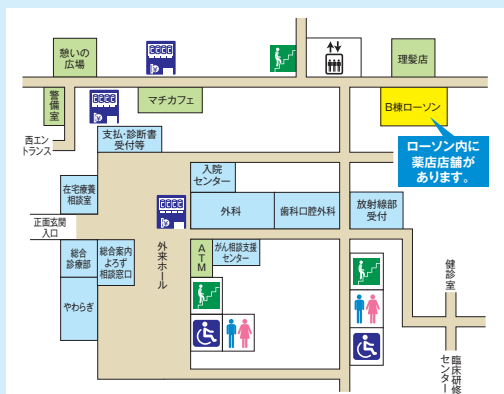 憩いの
広場
理髪店
警備室
マチカフェ
B棟ローソン
西エン
トランス
支払・診断書
受付等
ローソン内に
薬店店舗が
あります。
入院
センター
在宅療養
相談室
外科
歯科口腔外科
放射線部
受付
正面玄関
入口
総合
診療部
総合案内
よろず
相談窓口
外来ホール
ATM
がん相談支援
センター
健診室
やわらぎ
臨床研修
センター